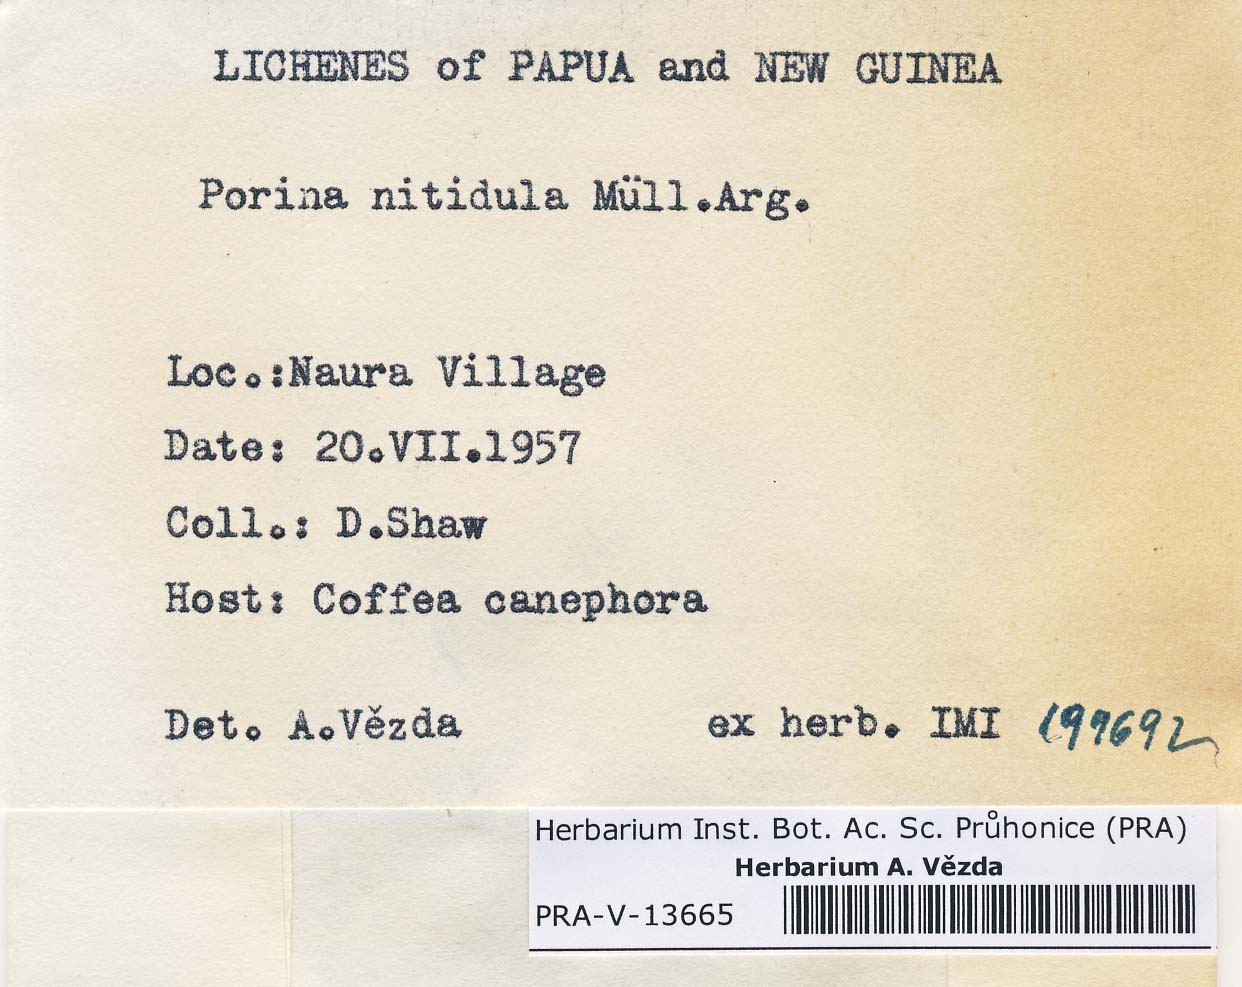 LICHENES of PAPUA and NEW GUINEA
Porina nitidula Müll.Arg.
Loc.:Naura Village
Date: 20.VII.1957
Coll.: D.Shaw
Host: Coffea canephora
Det. A.Vězda ex herb. IMI 199692
Herbarium Inst. Bot. Ac. Sc. Průhonice (PRA)
Herbarium A. Vězda
PRA-V-13665